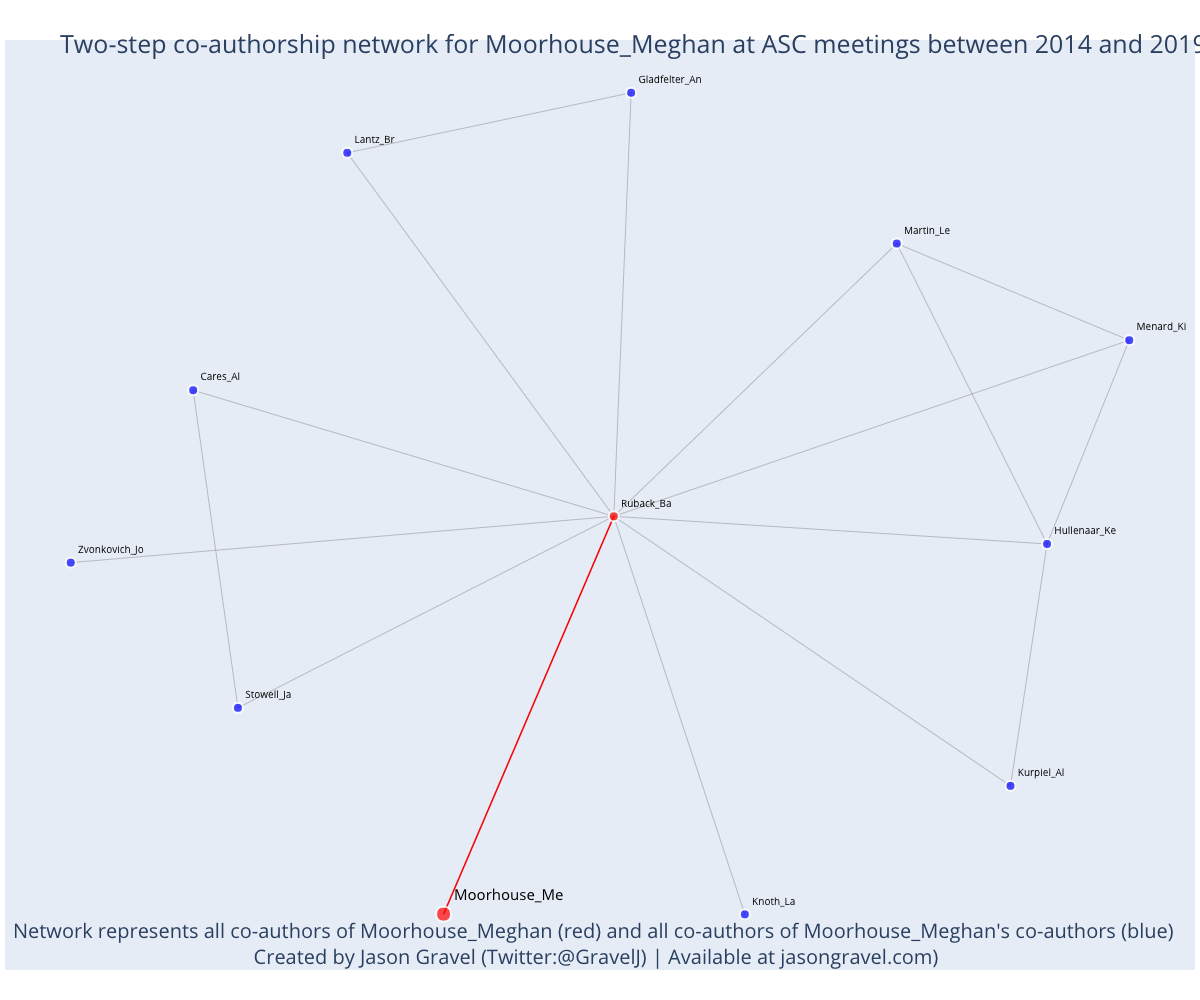 Two-step co-authorship network for Moorhouse_Meghan at ASC meetings between 2014 and 2019
Gladfelter_An
Lantz_Br
Martin_Le
Menard_Ki
Cares_Al
Ruback_Ba
Hullenaar_Ke
Zvonkovich_Jo
Stowell_Ja
Kurpiel_Al
Moorhouse_Me
Knoth_La
Network represents all co-authors of Moorhouse_Meghan (red) and all co-authors of Moorhouse_Meghan's co-authors (blue)
Created by Jason Gravel (Twitter:@GravelJ) | Available at jasongravel.com)